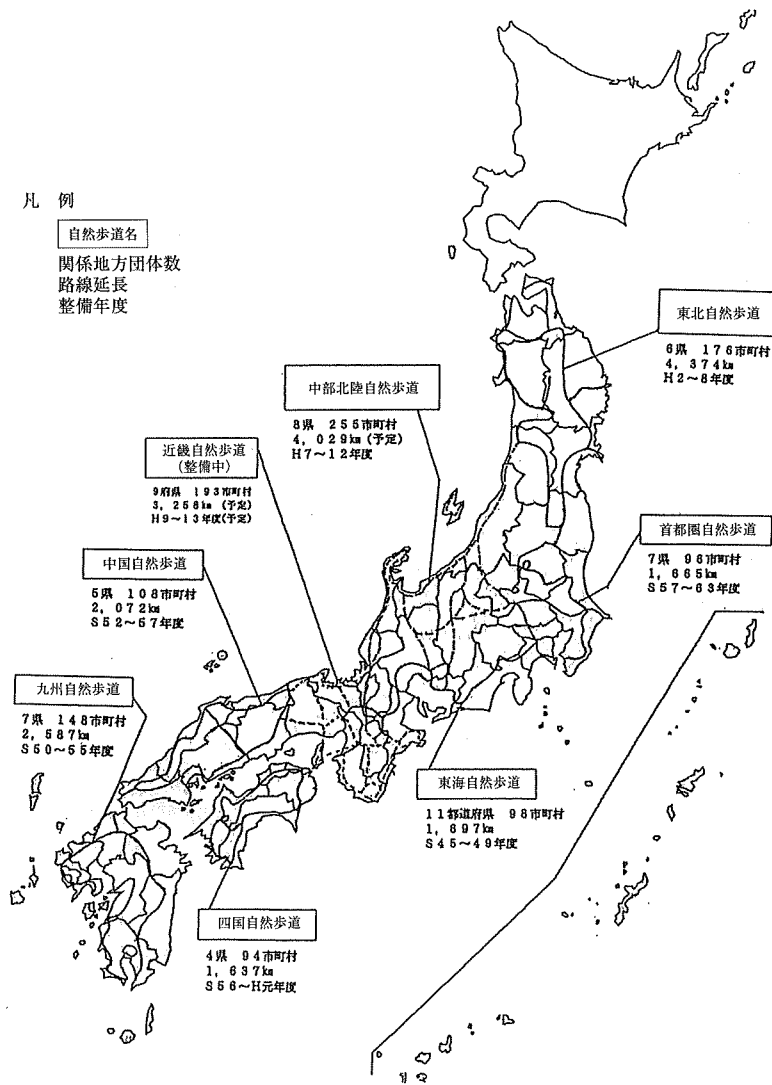 凡 例
自然歩道名
関係地方団体数
路線延長
整備年度
東北自然歩道
6県 176市町村
4,374km
H2～8年度
中部北陸自然歩道
8県 255市町村
4,029km(予定)
H7～12年度
近畿自然歩道
(整備中)
9府県 193市町村
3,258km (予定)
H9～13年度(予定)
首都圏自然歩道
7県 96市町村
1,665km
S57～63年度
中国自然歩道
5県 108市町村
2,072km
S52～57年度
九州自然歩道
7県 148市町村
2,587km
S50～55年度
東海自然歩道
11都道府県 98市町村
1,697km
S45～49年度
四国自然歩道
4県 94市町村
1,637km
S56～H元年度